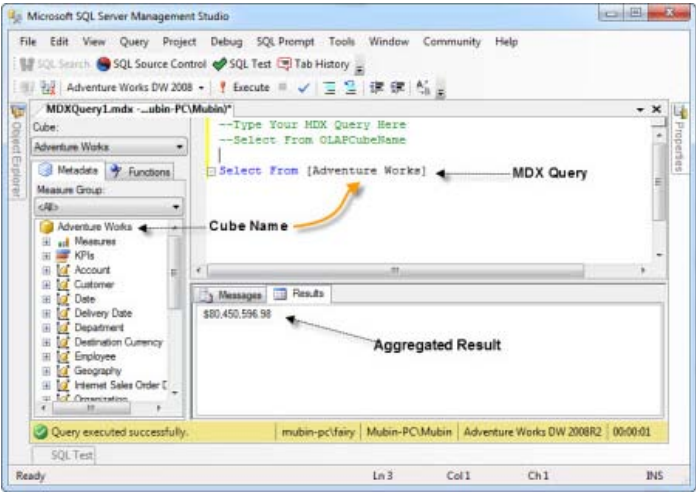 Microsoft SQL Server Management Studio
File Edit View Query Project Debug SQL Prompt Tools Window Community Help
SQL Search SQL Source Control SQL Test Tab History
Adventure Works DW 2008 Execute
MDXQuery1.mdx -...ubin-PC\Mubin)*
Object Explorer
Properties
Cube:
Adventure Works
Metadata Functions
Measure Group:
<All>
Adventure Works
Measures
KPIs
Account
Customer
Date
Delivery Date
Department
Destination Currency
Employee
Geography
Internet Sales Order D
Organization
--Type Your MDX Query Here
--Select From OLAPCubeName
Select From [Adventure Works]
MDX Query
Cube Name
Messages Results
$80,450,596.98
Aggregated Result
Query executed successfully. mubin-pc\fairy Mubin-PC\Mubin Adventure Works DW 2008R2 00:00:01
SQL Test
Ready Ln 3 Col 1 Ch 1 INS